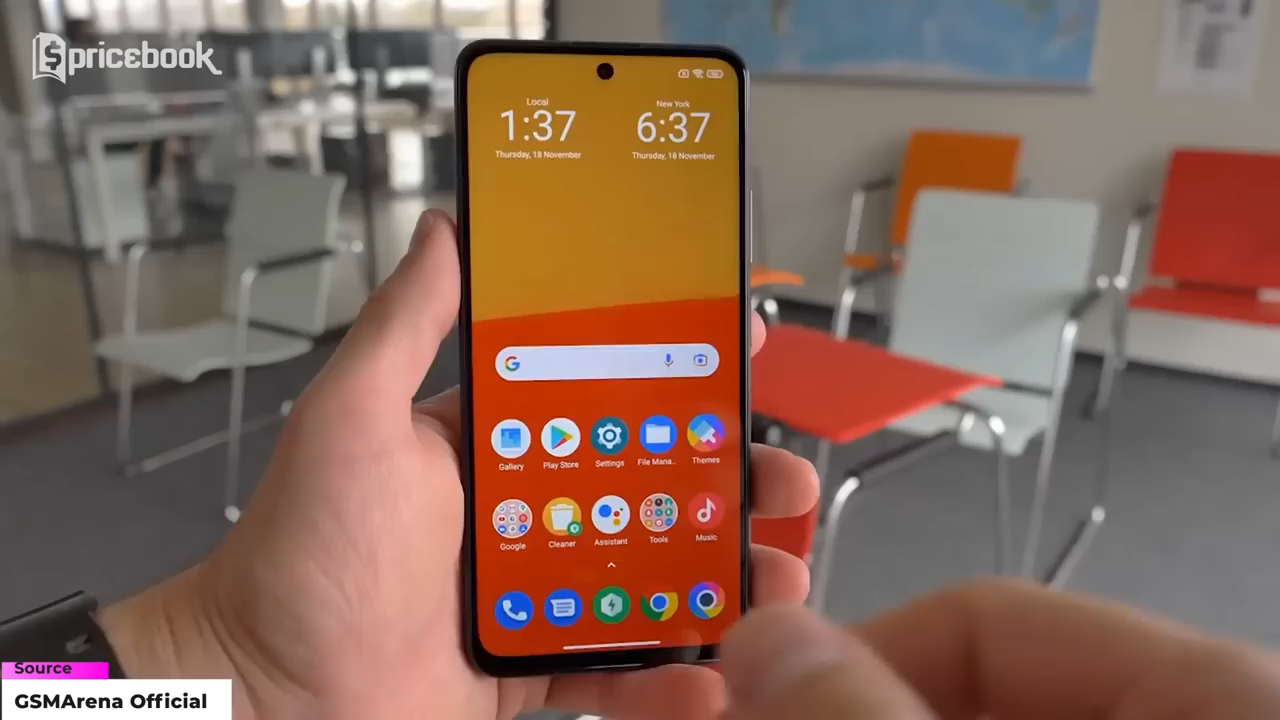 pricebook
Local
1:37
Thursday, 18 November
New York
6:37
Thursday, 18 November
Gallery
Play Store
Settings
File Mana..
Themes
Google
Cleaner
Assistant
Tools
Music
Source
GSMArena Official